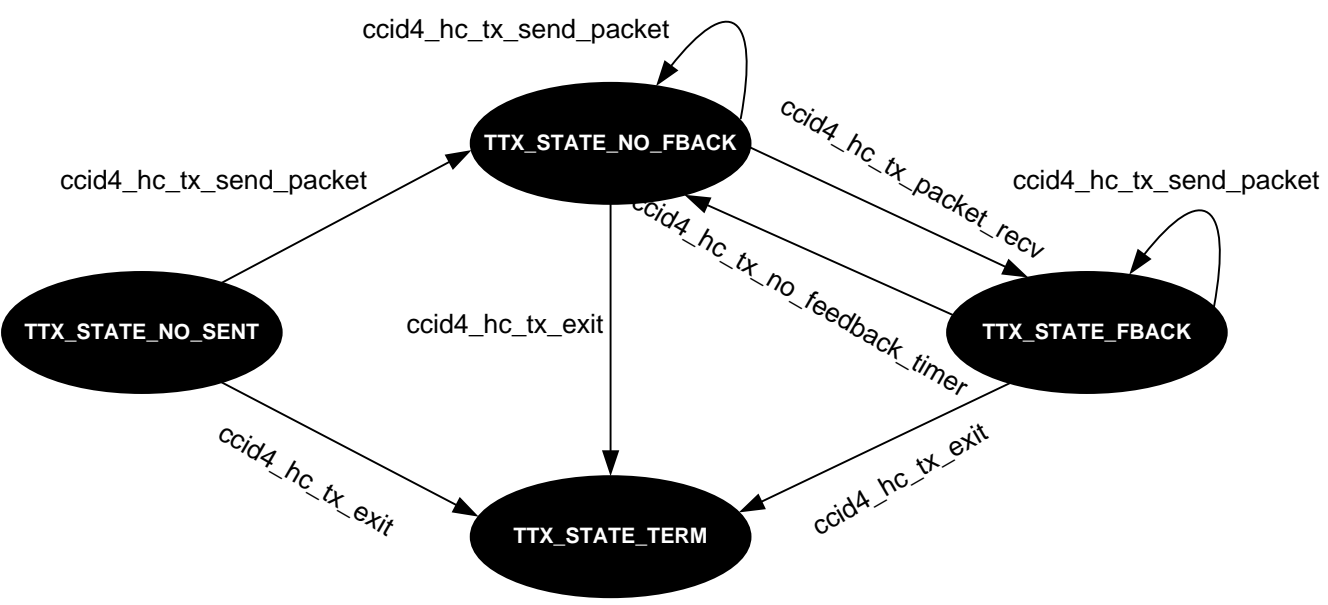 ccid4_hc_tx_send_packet
TTX_STATE_NO_FBACK
ccid4_hc_tx_packet_recv
ccid4_hc_tx_send_packet
ccid4_hc_tx_send_packet
ccid4_hc_tx_no_feedback_timer
TTX_STATE_NO_SENT
ccid4_hc_tx_exit
TTX_STATE_FBACK
ccid4_hc_tx_exit
ccid4_hc_tx_exit
TTX_STATE_TERM